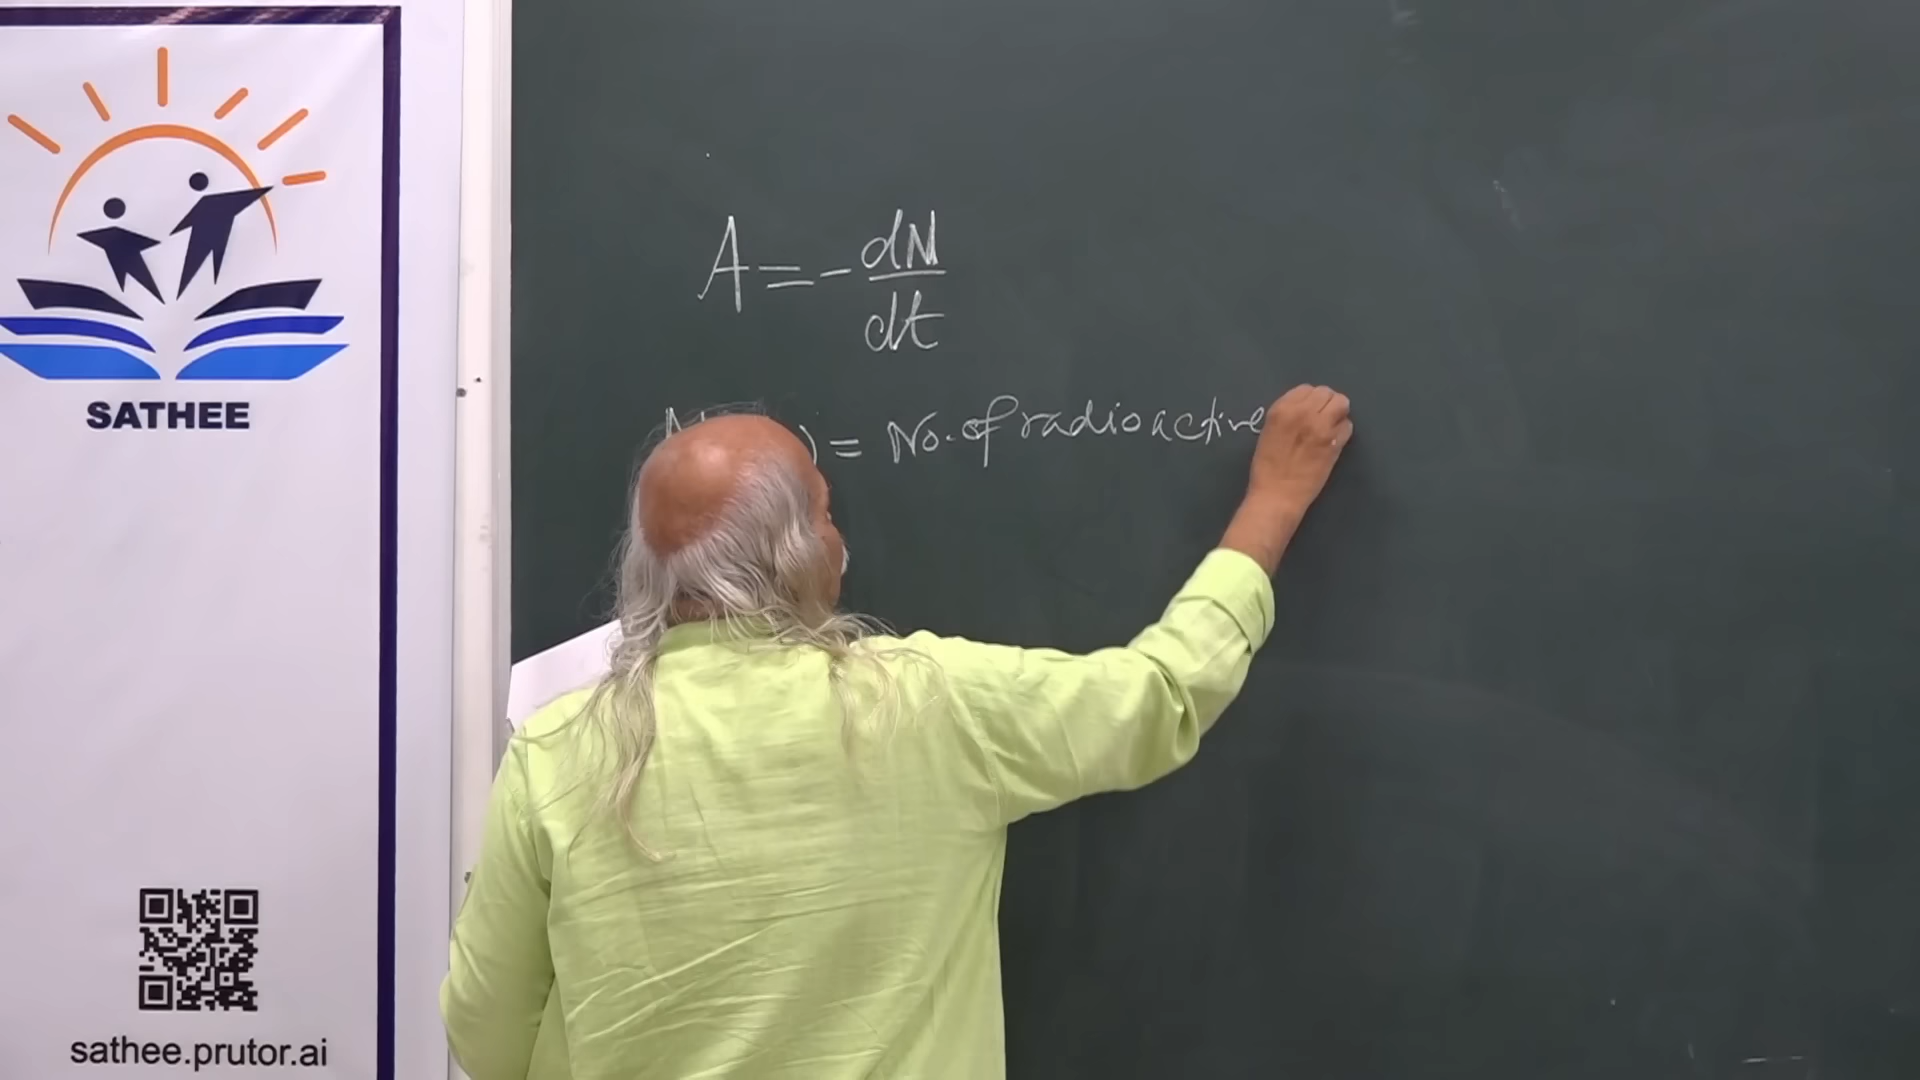 SATHEE
sathee.prutor.ai
A = - dN/dt
) = No. of radioactive